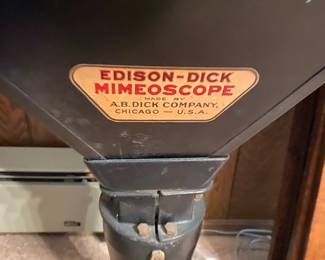 EDISON-DICK
MIMEOSCOPE
MADE BY
A.B. DICK COMPANY,
CHICAGO — U.S.A.